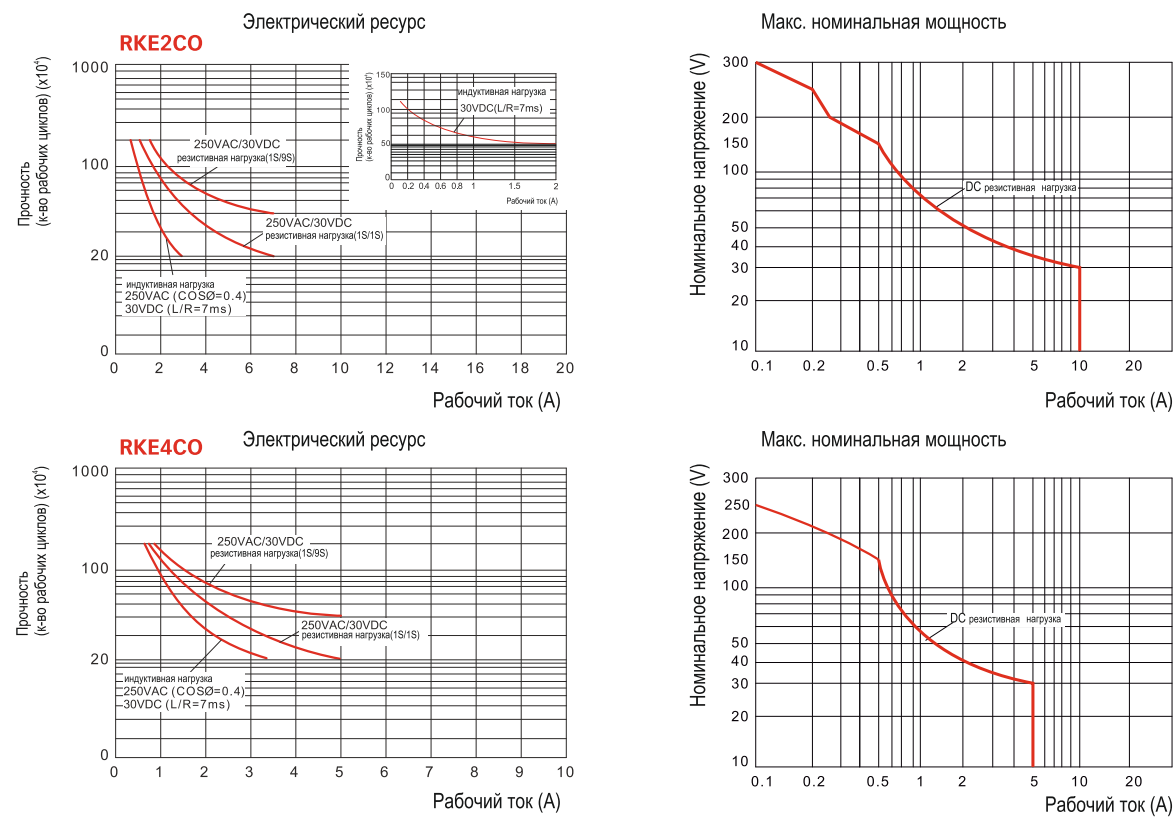 Электрический ресурс
RKE2CO
Прочность
(к-во рабочих циклов) (x10⁴)
1000
100
20
0
250VAC/30VDC
резистивная нагрузка(1S/9S)
250VAC/30VDC
резистивная нагрузка(1S/1S)
индуктивная нагрузка
250VAC (COSØ=0.4)
30VDC (L/R=7ms)
0 2 4 6 8 10 12 14 16 18 20
Рабочий ток (A)
Прочность
(к-во рабочих циклов) (x10⁴)
150
100
50
0
индуктивная нагрузка
30VDC(L/R=7ms)
0 0.2 0.4 0.6 0.8 1 1.5 2
Рабочий ток (A)
Макс. номинальная мощность
Номинальное напряжение (V)
300
200
150
100
50
40
30
20
10
DC резистивная нагрузка
0.1 0.2 0.5 1 2 5 10 20
Рабочий ток (A)
RKE4CO
Электрический ресурс
Прочность
(к-во рабочих циклов) (x10⁴)
1000
100
20
0
250VAC/30VDC
резистивная нагрузка(1S/9S)
250VAC/30VDC
резистивная нагрузка(1S/1S)
индуктивная нагрузка
250VAC (COSØ=0.4)
30VDC (L/R=7ms)
0 1 2 3 4 5 6 7 8 9 10
Рабочий ток (A)
Макс. номинальная мощность
Номинальное напряжение (V)
300
250
200
150
100
50
40
30
20
10
DC резистивная нагрузка
0.1 0.2 0.5 1 2 5 10 20
Рабочий ток (A)